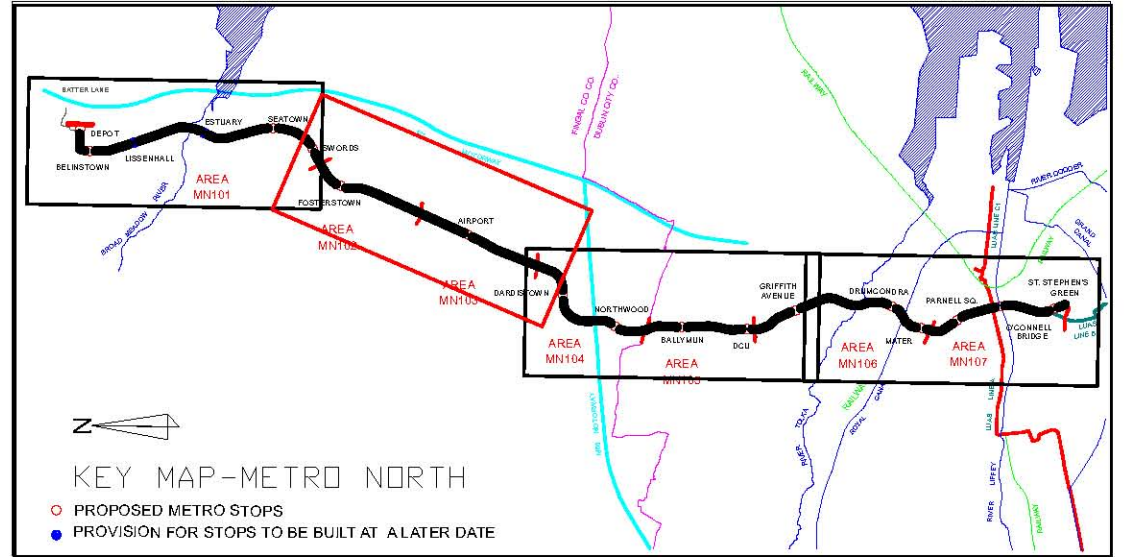 BATTER LANE
DEPOT
BELINSTOWN
LISSENHALL
ESTUARY
SEATOWN
SWORDS
AREA
MN101
BROAD MEADOW RIVER
FOSTERSTOWN
AREA
MN102
MOTORWAY
AIRPORT
AREA
MN103
DARDISTOWN
FINGAL CO. CO.
DUBLIN CITY CO.
NORTHWOOD
AREA
MN104
BALLYMUN
AREA
DCU
GRIFFITH
AVENUE
M50 MOTORWAY
RAILWAY
DRUMCONDRA
MATER
AREA
MN106
PARNELL SQ.
AREA
MN107
O'CONNELL
BRIDGE
ST. STEPHEN'S
GREEN
LUAS
LINE B
LUAS LINE C1
RIVER DODDER
GRAND
CANAL
RAILWAY
RIVER TOLKA
RAILWAY
ROYAL CANAL
LUAS LINE A
RIVER LIFFEY
RAILWAY
Z
KEY MAP-METRO NORTH
PROPOSED METRO STOPS
PROVISION FOR STOPS TO BE BUILT AT A LATER DATE